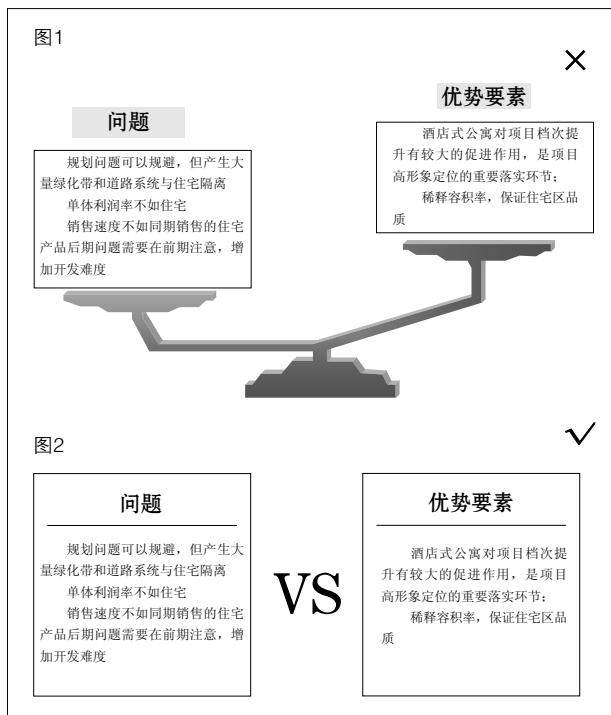 图1
×
问题
规划问题可以规避，但产生大
量绿化带和道路系统与住宅隔离
单体利润率不如住宅
销售速度不如同期销售的住宅
产品后期问题需要在前期注意，增
加开发难度
优势要素
酒店式公寓对项目档次提
升有较大的促进作用，是项目
高形象定位的重要落实环节；
稀释容积率，保证住宅区品
质
图2
√
问题
规划问题可以规避，但产生大
量绿化带和道路系统与住宅隔离
单体利润率不如住宅
销售速度不如同期销售的住宅
产品后期问题需要在前期注意，增
加开发难度
VS
优势要素
酒店式公寓对项目档次提
升有较大的促进作用，是项目
高形象定位的重要落实环节；
稀释容积率，保证住宅区品
质